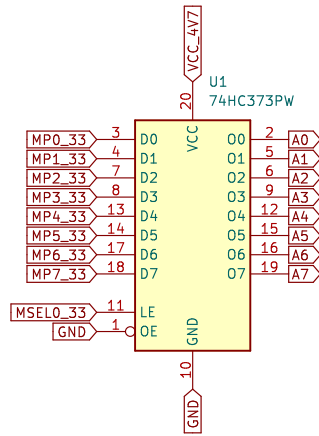 VCC_4V7
U1
74HC373PW
20
VCC
MP0_33 3 D0 O0 2 A0
MP1_33 4 D1 O1 5 A1
MP2_33 7 D2 O2 6 A2
MP3_33 8 D3 O3 9 A3
MP4_33 13 D4 O4 12 A4
MP5_33 14 D5 O5 15 A5
MP6_33 17 D6 O6 16 A6
MP7_33 18 D7 O7 19 A7
MSEL0_33 11 LE
GND 1 OE
GND
10
GND